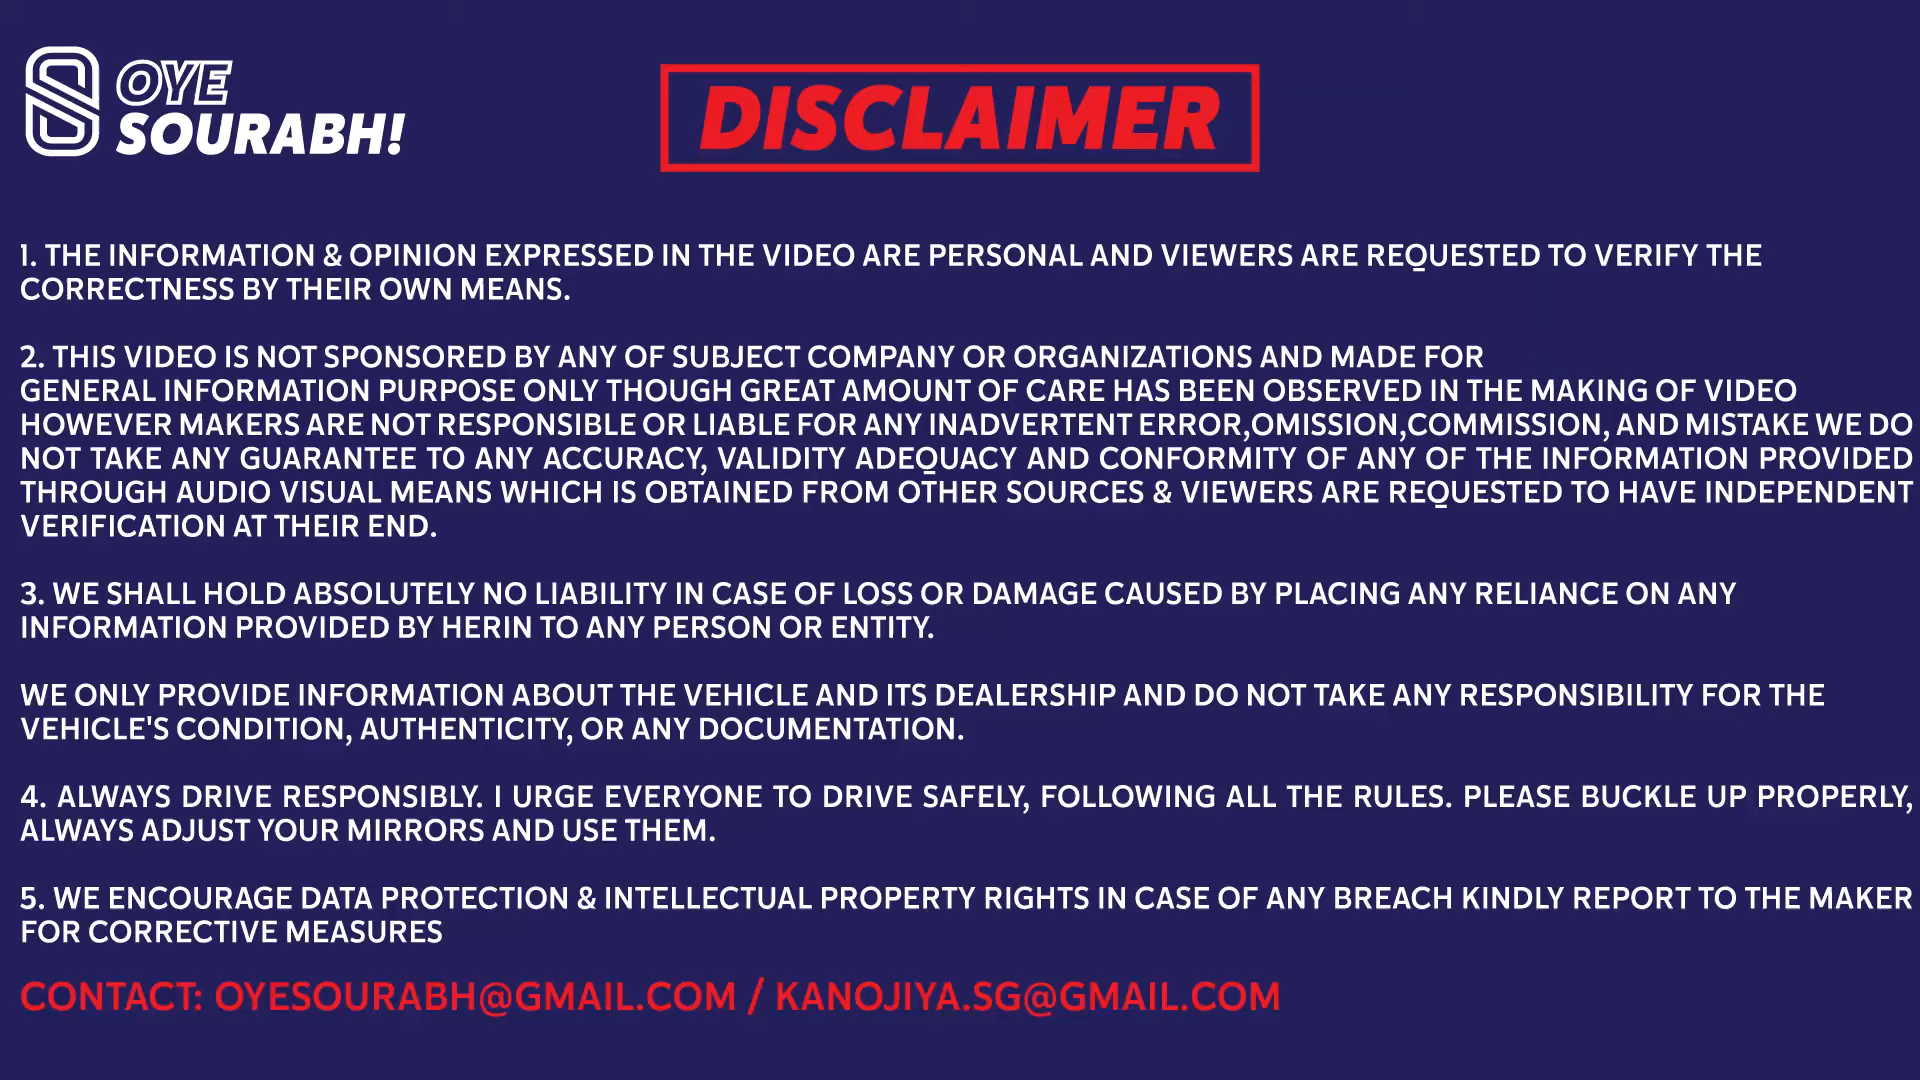 OYE
SOURABH!
DISCLAIMER
1. THE INFORMATION & OPINION EXPRESSED IN THE VIDEO ARE PERSONAL AND VIEWERS ARE REQUESTED TO VERIFY THE
CORRECTNESS BY THEIR OWN MEANS.
2. THIS VIDEO IS NOT SPONSORED BY ANY OF SUBJECT COMPANY OR ORGANIZATIONS AND MADE FOR
GENERAL INFORMATION PURPOSE ONLY THOUGH GREAT AMOUNT OF CARE HAS BEEN OBSERVED IN THE MAKING OF VIDEO
HOWEVER MAKERS ARE NOT RESPONSIBLE OR LIABLE FOR ANY INADVERTENT ERROR,OMISSION,COMMISSION, AND MISTAKE WE DO
NOT TAKE ANY GUARANTEE TO ANY ACCURACY, VALIDITY ADEQUACY AND CONFORMITY OF ANY OF THE INFORMATION PROVIDED
THROUGH AUDIO VISUAL MEANS WHICH IS OBTAINED FROM OTHER SOURCES & VIEWERS ARE REQUESTED TO HAVE INDEPENDENT
VERIFICATION AT THEIR END.
3. WE SHALL HOLD ABSOLUTELY NO LIABILITY IN CASE OF LOSS OR DAMAGE CAUSED BY PLACING ANY RELIANCE ON ANY
INFORMATION PROVIDED BY HERIN TO ANY PERSON OR ENTITY.
WE ONLY PROVIDE INFORMATION ABOUT THE VEHICLE AND ITS DEALERSHIP AND DO NOT TAKE ANY RESPONSIBILITY FOR THE
VEHICLE'S CONDITION, AUTHENTICITY, OR ANY DOCUMENTATION.
4. ALWAYS DRIVE RESPONSIBLY. I URGE EVERYONE TO DRIVE SAFELY, FOLLOWING ALL THE RULES. PLEASE BUCKLE UP PROPERLY,
ALWAYS ADJUST YOUR MIRRORS AND USE THEM.
5. WE ENCOURAGE DATA PROTECTION & INTELLECTUAL PROPERTY RIGHTS IN CASE OF ANY BREACH KINDLY REPORT TO THE MAKER
FOR CORRECTIVE MEASURES
CONTACT: OYESOURABH@GMAIL.COM / KANOJIYA.SG@GMAIL.COM